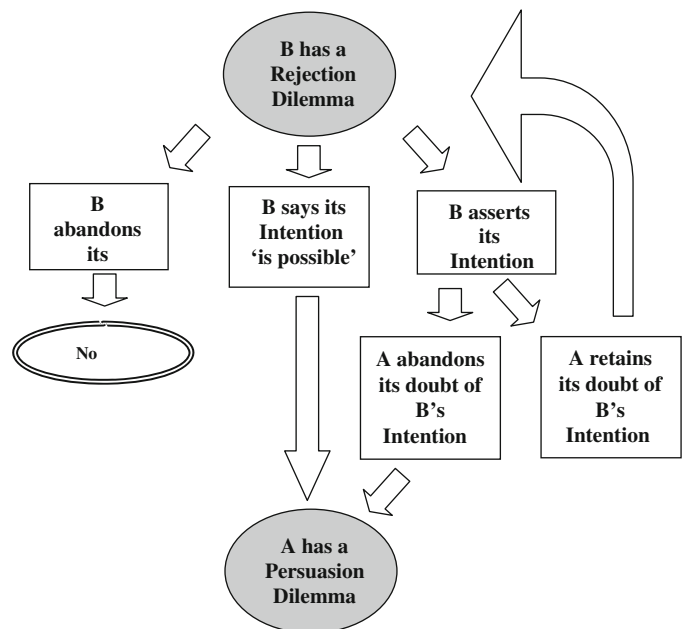 B has a
Rejection
Dilemma
B
abandons
its
B says its
Intention
‘is possible’
B asserts
its
Intention
No
A abandons
its doubt of
B’s
Intention
A retains
its doubt of
B’s
Intention
A has a
Persuasion
Dilemma